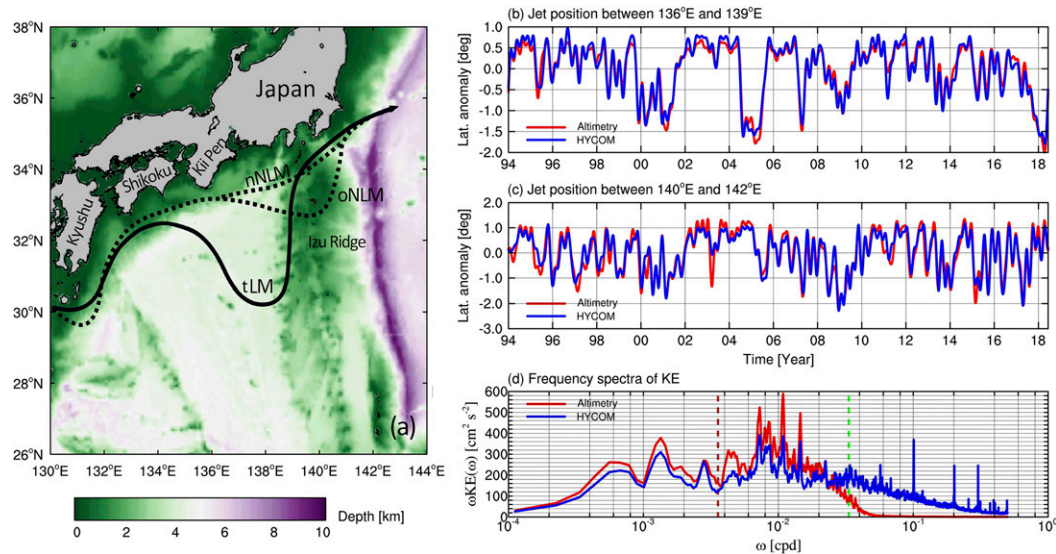 38°N
36°N
34°N
32°N
30°N
28°N
26°N
130°E
132°E
134°E
136°E
138°E
140°E
142°E
144°E
Japan
Kii Pen
Shikoku
Kyushu
nNLM
oNLM
Izu Ridge
tLM
(a)
0 2 4 6 8 10 Depth [km]
(b) Jet position between 136°E and 139°E
Lat. anomaly [deg]
1.0
0.5
0.0
-0.5
-1.0
-1.5
-2.0
Altimetry
HYCOM
94 96 98 00 02 04 06 08 10 12 14 16 18
(c) Jet position between 140°E and 142°E
Lat. anomaly [deg]
2.0
1.0
0.0
-1.0
-2.0
-3.0
Altimetry
HYCOM
94 96 98 00 02 04 06 08 10 12 14 16 18
Time [Year]
(d) Frequency spectra of KE
ωKE(ω) [cm² s⁻²]
600
500
400
300
200
100
0
Altimetry
HYCOM
10⁻⁴ 10⁻³ 10⁻² 10⁻¹ 10⁰
ω [cpd]